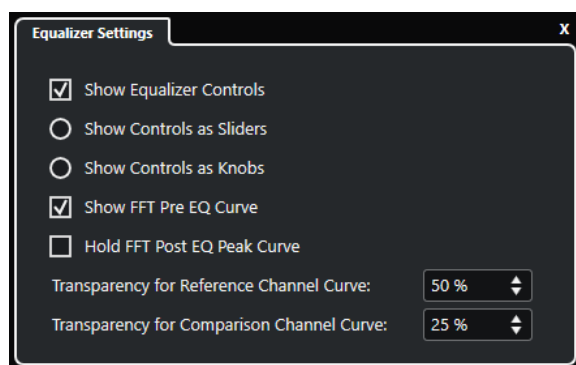 Equalizer Settings X
Show Equalizer Controls
Show Controls as Sliders
Show Controls as Knobs
Show FFT Pre EQ Curve
Hold FFT Post EQ Peak Curve
Transparency for Reference Channel Curve: 50 %
Transparency for Comparison Channel Curve: 25 %